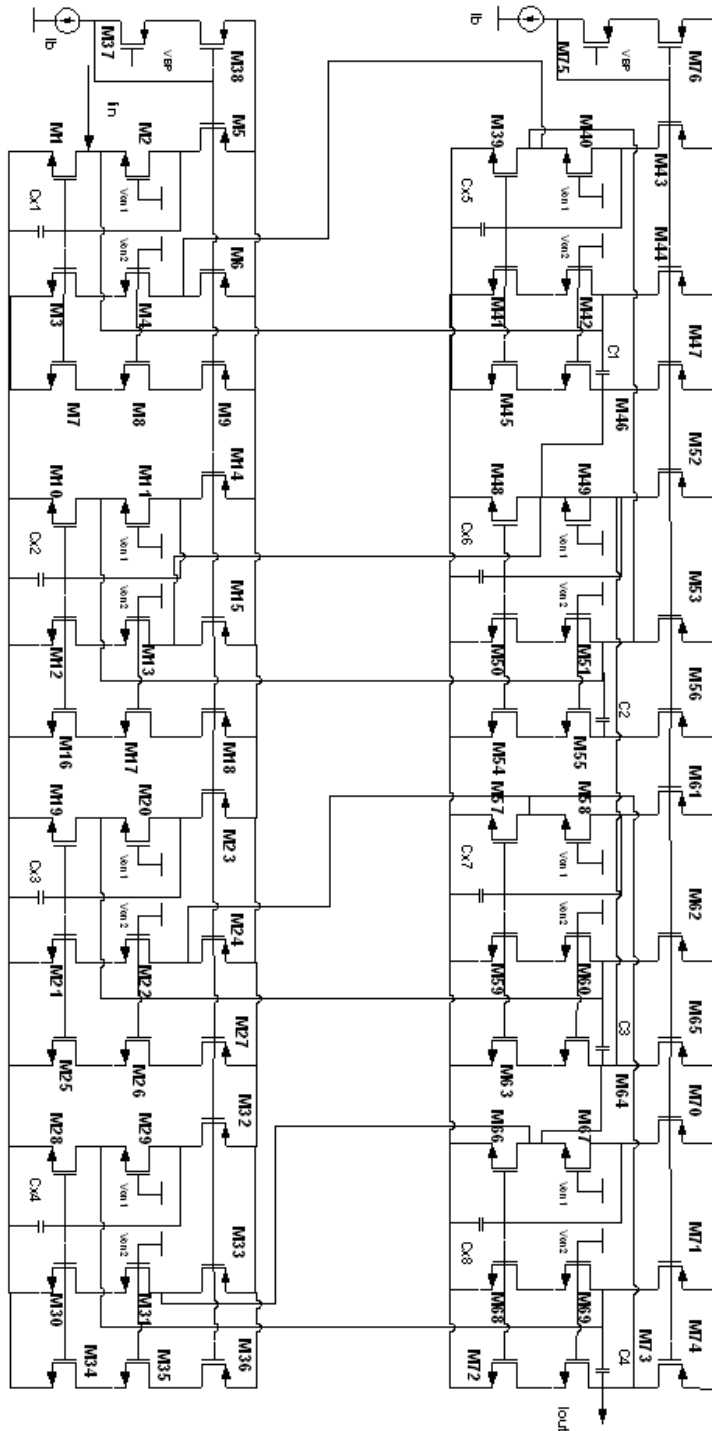 M76
M43
M44
M47
M52
M53
M56
M61
M62
M65
M70
M71
M74
Ib
M75
VBP
M40
Von1
Von2
M42
C1
M46
M49
Von1
Von2
M51
C2
M55
M58
Von1
Von2
M60
C3
M64
M67
Von1
Von2
M69
C4
M73
Iout
M39
Cx5
M41
M45
M48
Cx6
M50
M54
M57
Cx7
M59
M63
M66
Cx8
M68
M72
M38
M5
M6
M9
M14
M15
M18
M23
M24
M27
M32
M33
M36
Ib
M37
VBP
in
M2
Von1
Von2
M4
M8
M11
Von1
Von2
M13
M17
M20
Von1
Von2
M22
M26
M29
Von1
Von2
M31
M35
M1
Cx1
M3
M7
M10
Cx2
M12
M16
M19
Cx3
M21
M25
M28
Cx4
M30
M34